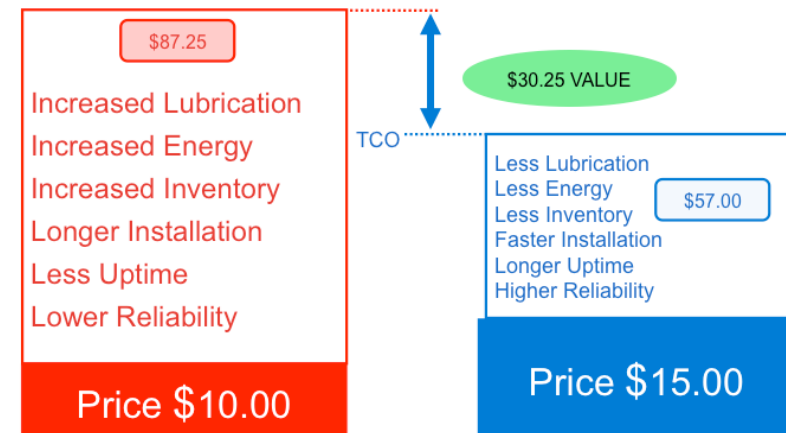 $87.25
Increased Lubrication
Increased Energy
Increased Inventory
Longer Installation
Less Uptime
Lower Reliability
Price $10.00
$30.25 VALUE
TCO
Less Lubrication
Less Energy
Less Inventory
$57.00
Faster Installation
Longer Uptime
Higher Reliability
Price $15.00